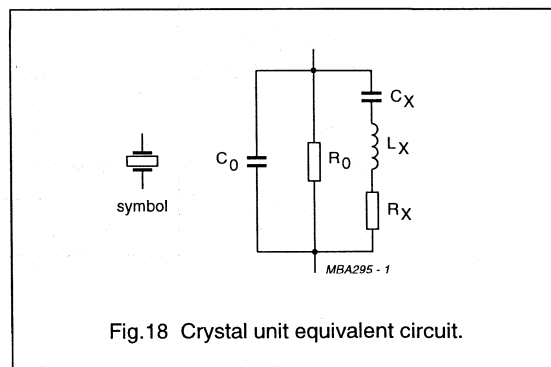 C0
R0
CX
LX
RX
symbol
MBA295 - 1
Fig.18 Crystal unit equivalent circuit.